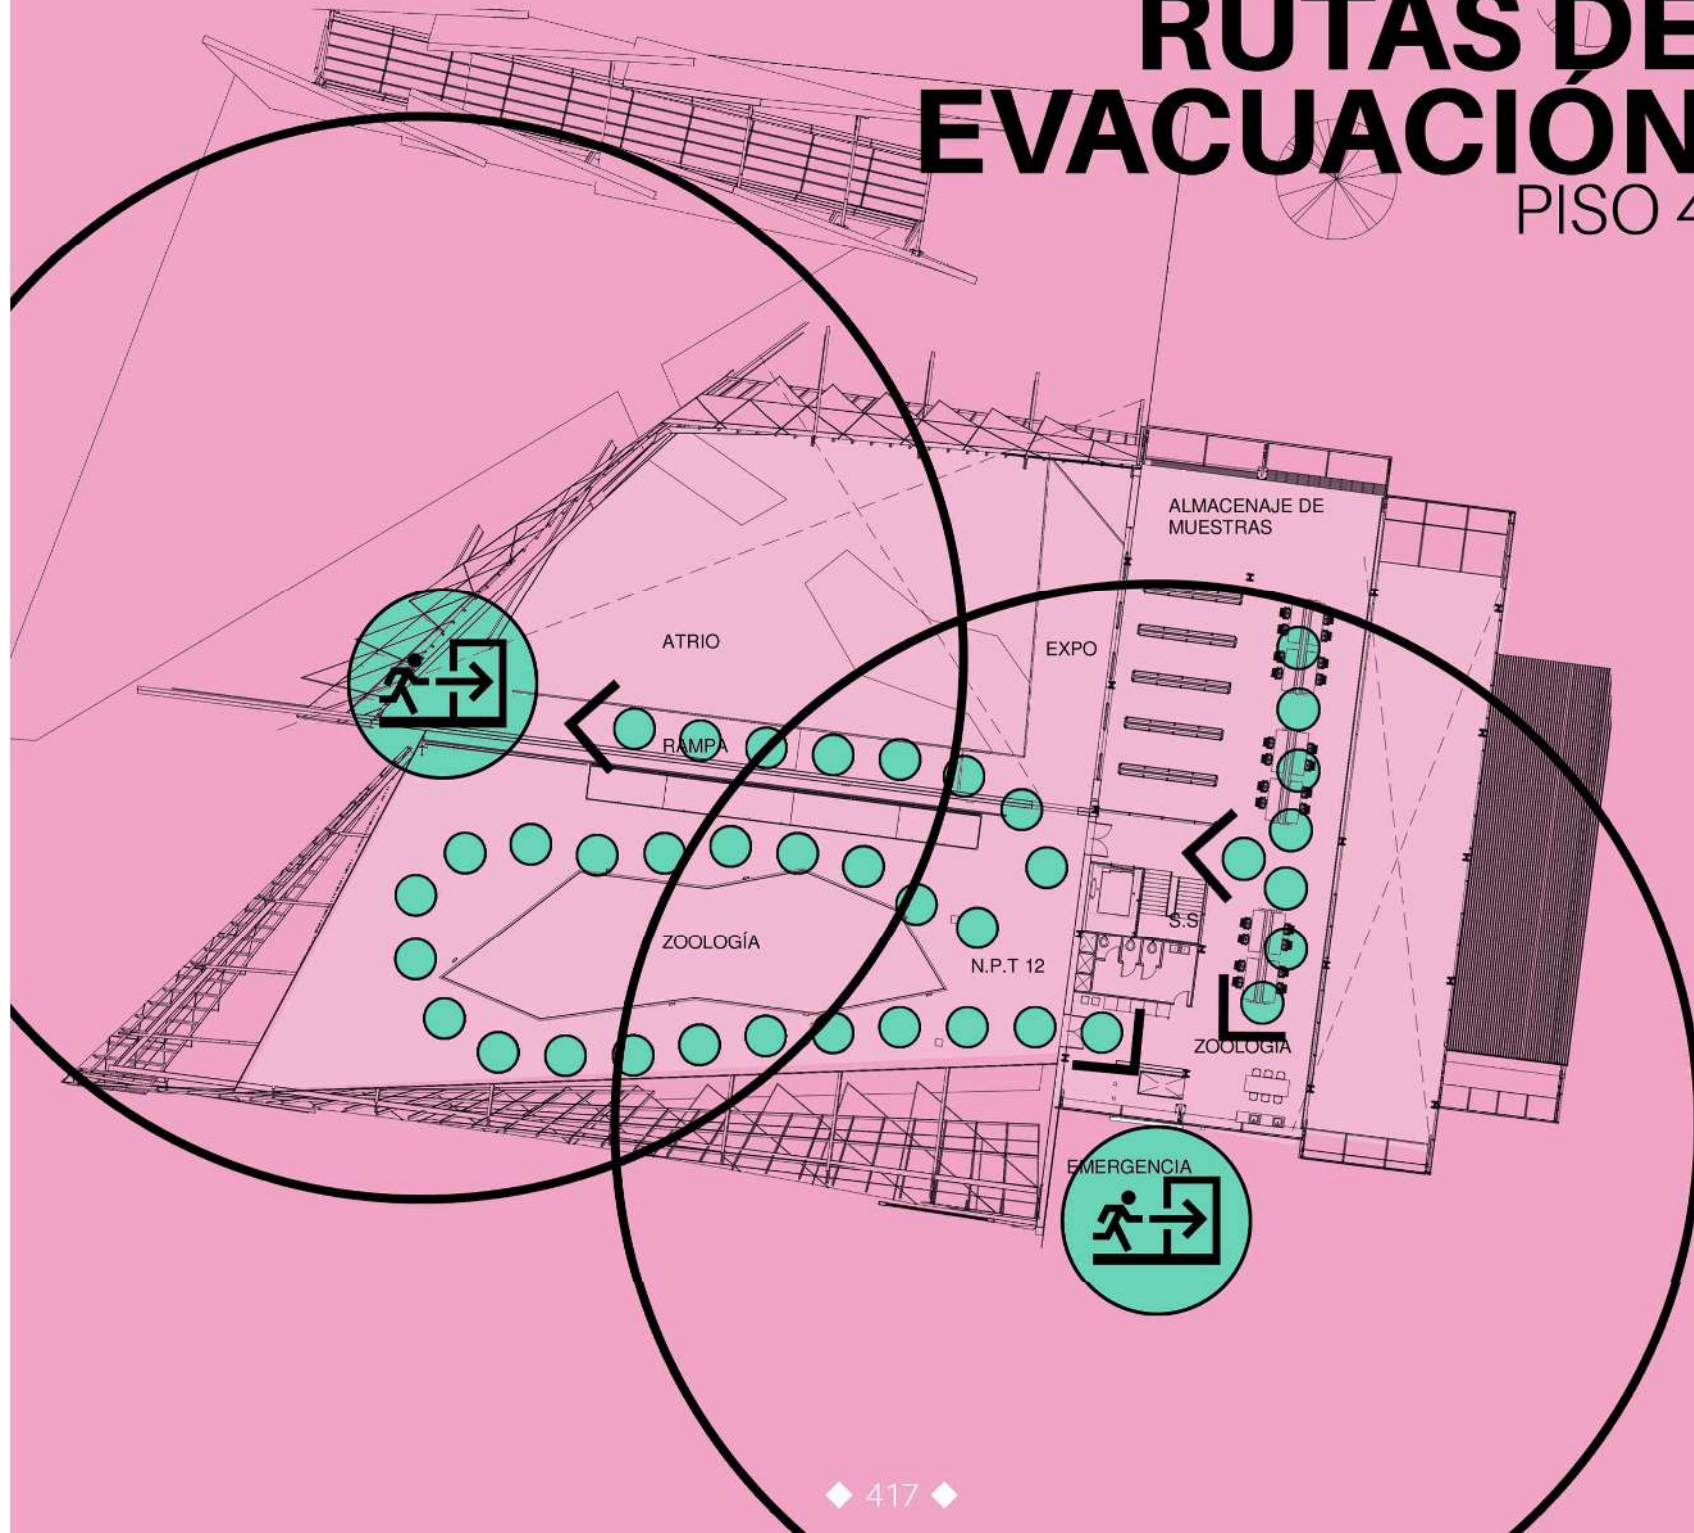 RUTAS DE
EVACUACIÓN
PISO 4
ALMACENAJE DE
MUESTRAS
ATRIO
EXPO
RAMPA
S.S
ZOOLOGÍA
N.P.T 12
ZOOLOGÍA
EMERGENCIA
417